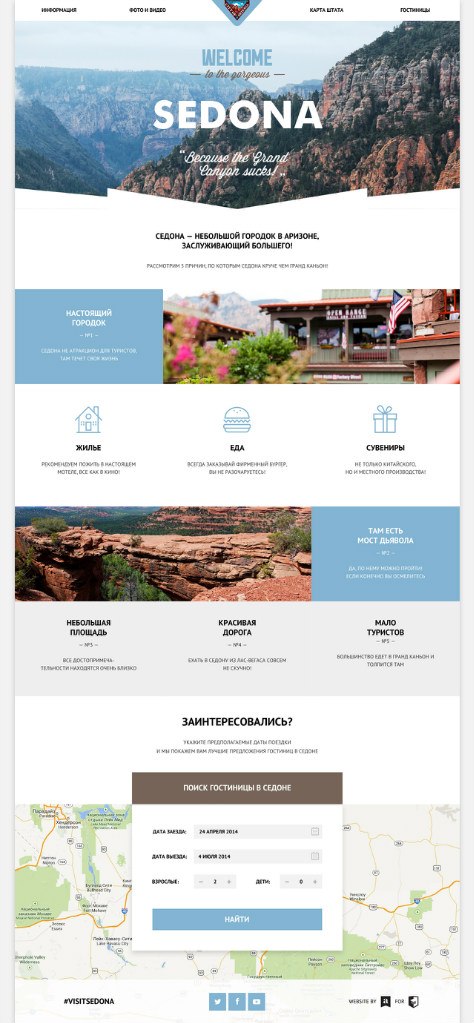 ИНФОРМАЦИЯ
ФОТО И ВИДЕО
КАРТА ШТАТА
ГОСТИНИЦЫ
WELCOME
to the gorgeous
SEDONA
“Because the Grand
Canyon sucks!„
СЕДОНА — НЕБОЛЬШОЙ ГОРОДОК В АРИЗОНЕ,
ЗАСЛУЖИВАЮЩИЙ БОЛЬШЕГО!
РАССМОТРИМ 5 ПРИЧИН, ПО КОТОРЫМ СЕДОНА КРУЧЕ ЧЕМ ГРАНД КАНЬОН!
НАСТОЯЩИЙ
ГОРОДОК
— №1 —
СЕДОНА НЕ АТТРАКЦИОН ДЛЯ ТУРИСТОВ,
ТАМ ТЕЧЕТ СВОЯ ЖИЗНЬ
OPEN RANGE
ЖИЛЬЕ
РЕКОМЕНДУЕМ ПОЖИТЬ В НАСТОЯЩЕМ
МОТЕЛЕ, ВСЕ КАК В КИНО!
ЕДА
ВСЕГДА ЗАКАЗЫВАЙ ФИРМЕННЫЙ БУРГЕР,
ВЫ НЕ РАЗОЧАРУЕТЕСЬ!
СУВЕНИРЫ
НЕ ТОЛЬКО КИТАЙСКОГО,
НО И МЕСТНОГО ПРОИЗВОДСТВА!
ТАМ ЕСТЬ
МОСТ ДЬЯВОЛА
— №2 —
ДА, ПО НЕМУ МОЖНО ПРОЙТИ!
ЕСЛИ КОНЕЧНО ВЫ ОСМЕЛИТЕСЬ
НЕБОЛЬШАЯ
ПЛОЩАДЬ
— №3 —
ВСЕ ДОСТОПРИМЕЧА-
ТЕЛЬНОСТИ НАХОДЯТСЯ ОЧЕНЬ БЛИЗКО
КРАСИВАЯ
ДОРОГА
— №4 —
ЕХАТЬ В СЕДОНУ ИЗ ЛАС-ВЕГАСА СОВСЕМ
НЕ СКУЧНО!
МАЛО
ТУРИСТОВ
— №5 —
БОЛЬШИНСТВО ЕДЕТ В ГРАНД КАНЬОН И
ТОЛПИТСЯ ТАМ
ЗАИНТЕРЕСОВАЛИСЬ?
УКАЖИТЕ ПРЕДПОЛАГАЕМЫЕ ДАТЫ ПОЕЗДКИ
И МЫ ПОКАЖЕМ ВАМ ЛУЧШИЕ ПРЕДЛОЖЕНИЯ ГОСТИНИЦ В СЕДОНЕ
ПОИСК ГОСТИНИЦЫ В СЕДОНЕ
ДАТА ЗАЕЗДА: 24 АПРЕЛЯ 2014
ДАТА ВЫЕЗДА: 4 ИЮЛЯ 2014
ВЗРОСЛЫЕ: − 2 + ДЕТИ: − 0 +
НАЙТИ
#VISITSEDONA
WEBSITE BY
FOR